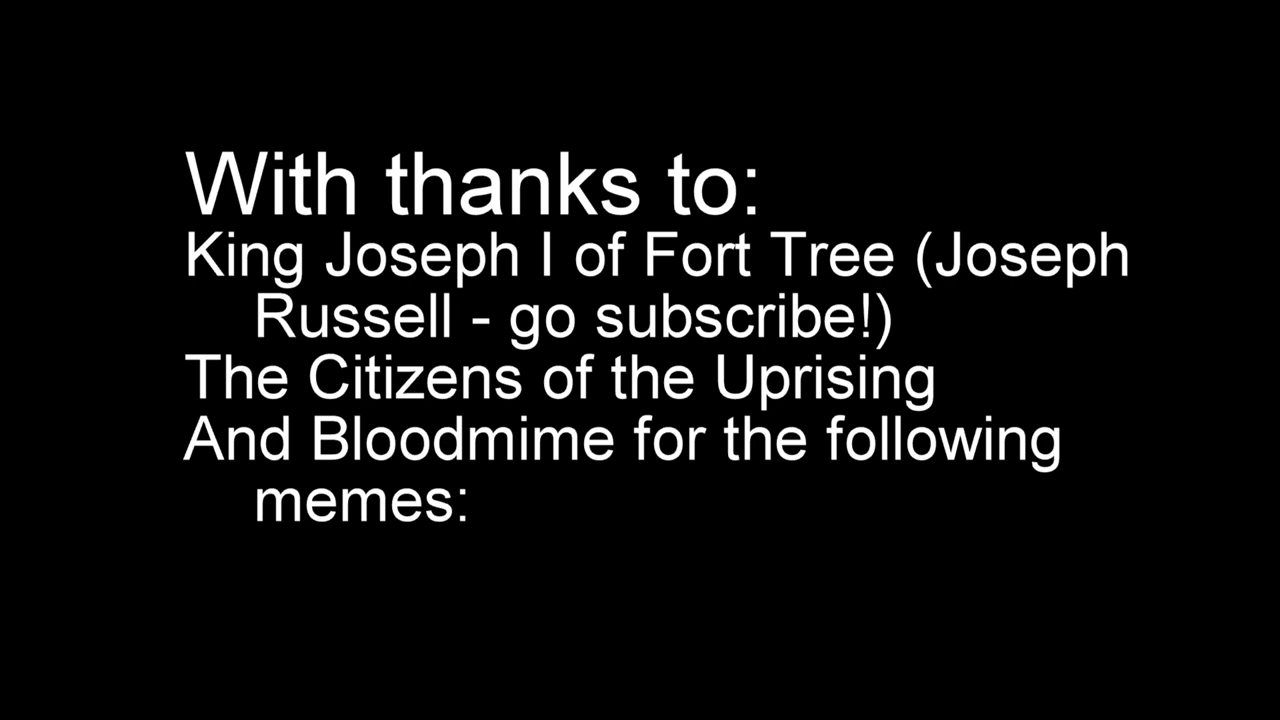 With thanks to:
King Joseph I of Fort Tree (Joseph
Russell - go subscribe!)
The Citizens of the Uprising
And Bloodmime for the following
memes: